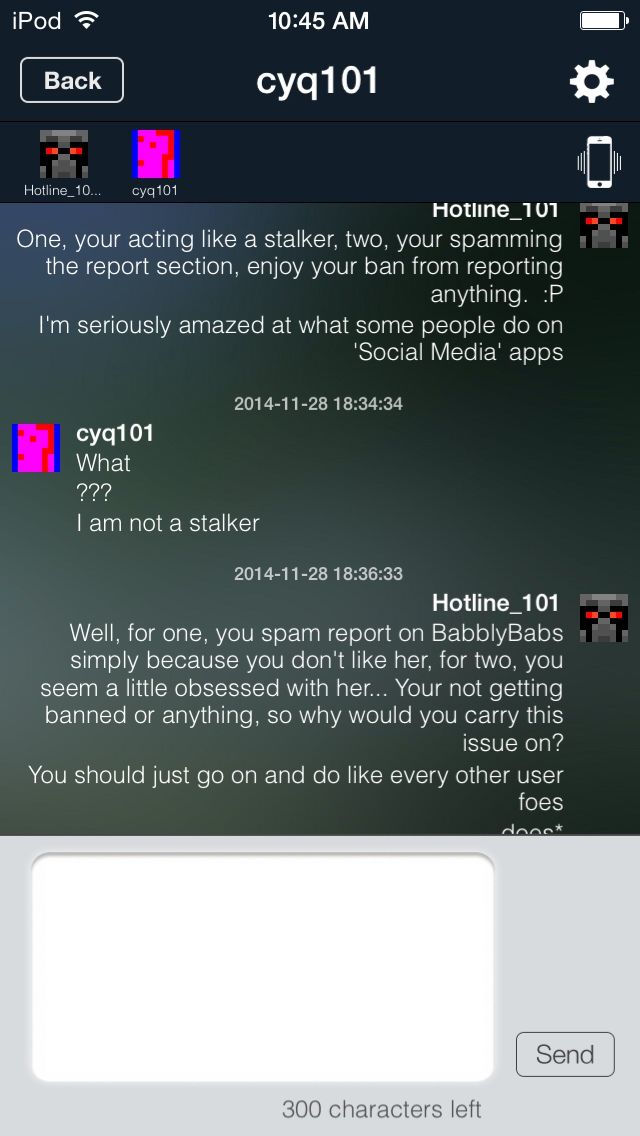 iPod 10:45 AM
Back cyq101
Hotline_10... cyq101
Hotline_101
One, your acting like a stalker, two, your spamming
the report section, enjoy your ban from reporting
anything.  :P
I'm seriously amazed at what some people do on
'Social Media' apps
2014-11-28 18:34:34
cyq101
What
???
I am not a stalker
2014-11-28 18:36:33
Hotline_101
Well, for one, you spam report on BabblyBabs
simply because you don't like her, for two, you
seem a little obsessed with her... Your not getting
banned or anything, so why would you carry this
issue on?
You should just go on and do like every other user
foes
does*
Send
300 characters left